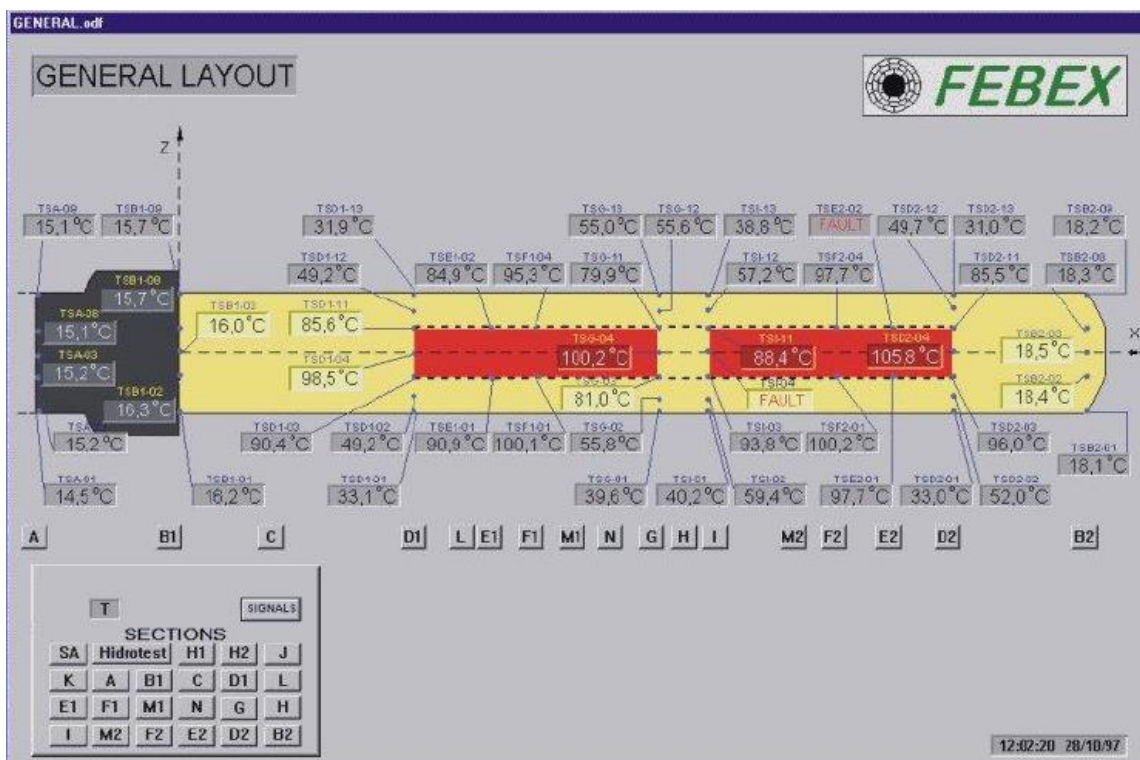 GENERAL.odf
GENERAL LAYOUT
FEBEX
Z
TSA-09 TSB1-09 TSD1-13 TSG-13 TSG-12 TSI-13 TSE2-02 TSD2-12 TSD2-13 TSB2-09
15,1°C 15,7°C 31,9°C 55,0°C 55,6°C 38,8°C FAULT 49,7°C 31,0°C 18,2°C
TSD1-12 TSE1-02 TSF1-04 TSG-11 TSI-12 TSF2-04 TSD2-11 TSB2-08
49,2°C 84,9°C 95,3°C 79,9°C 57,2°C 97,7°C 85,5°C 18,3°C
TSB1-08
15,7°C
TSB1-03 TSD1-11
16,0°C 85,6°C
TSA-08
15,1°C
TSG-04 TSI-11 TSD2-04 TSB2-03
100,2°C 88,4°C 105,8°C 18,5°C
X
TSA-03 TSD1-04
15,2°C 98,5°C
TSG-03 TSI-04 TSB2-02
81,0°C FAULT 18,4°C
TSB1-02
16,3°C
TSD1-03 TSD1-02 TSE1-01 TSF1-01 TSG-02 TSI-03 TSF2-01 TSD2-03
15,2°C 90,4°C 49,2°C 90,9°C 100,1°C 55,8°C 93,8°C 100,2°C 96,0°C
TSB2-01
18,1°C
TSA-01 TSB1-01 TSD1-01 TSG-01 TSI-01 TSI-02 TSE2-01 TSD2-01 TSD2-02
14,5°C 16,2°C 33,1°C 39,6°C 40,2°C 59,4°C 97,7°C 33,0°C 52,0°C
A B1 C D1 L E1 F1 M1 N G H I M2 F2 E2 D2 B2
T SIGNALS
SECTIONS
SA Hidrotest H1 H2 J
K A B1 C D1 L
E1 F1 M1 N G H
I M2 F2 E2 D2 B2
12:02:20 28/10/97